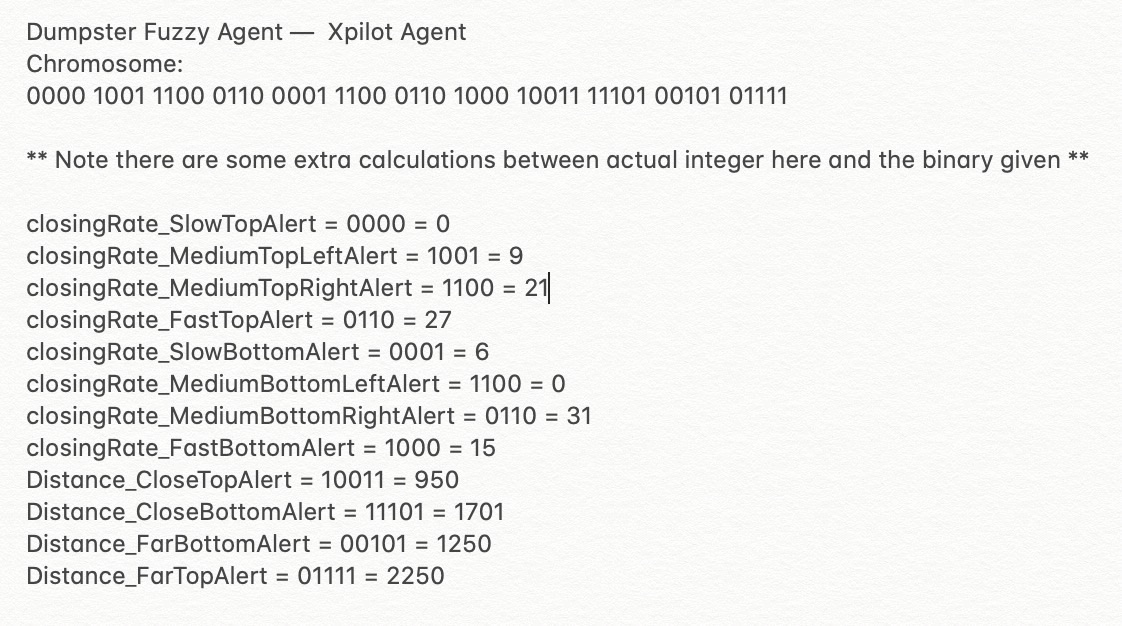 Dumpster Fuzzy Agent — Xpilot Agent
Chromosome:
0000 1001 1100 0110 0001 1100 0110 1000 10011 11101 00101 01111
** Note there are some extra calculations between actual integer here and the binary given **
closingRate_SlowTopAlert = 0000 = 0
closingRate_MediumTopLeftAlert = 1001 = 9
closingRate_MediumTopRightAlert = 1100 = 21
closingRate_FastTopAlert = 0110 = 27
closingRate_SlowBottomAlert = 0001 = 6
closingRate_MediumBottomLeftAlert = 1100 = 0
closingRate_MediumBottomRightAlert = 0110 = 31
closingRate_FastBottomAlert = 1000 = 15
Distance_CloseTopAlert = 10011 = 950
Distance_CloseBottomAlert = 11101 = 1701
Distance_FarBottomAlert = 00101 = 1250
Distance_FarTopAlert = 01111 = 2250